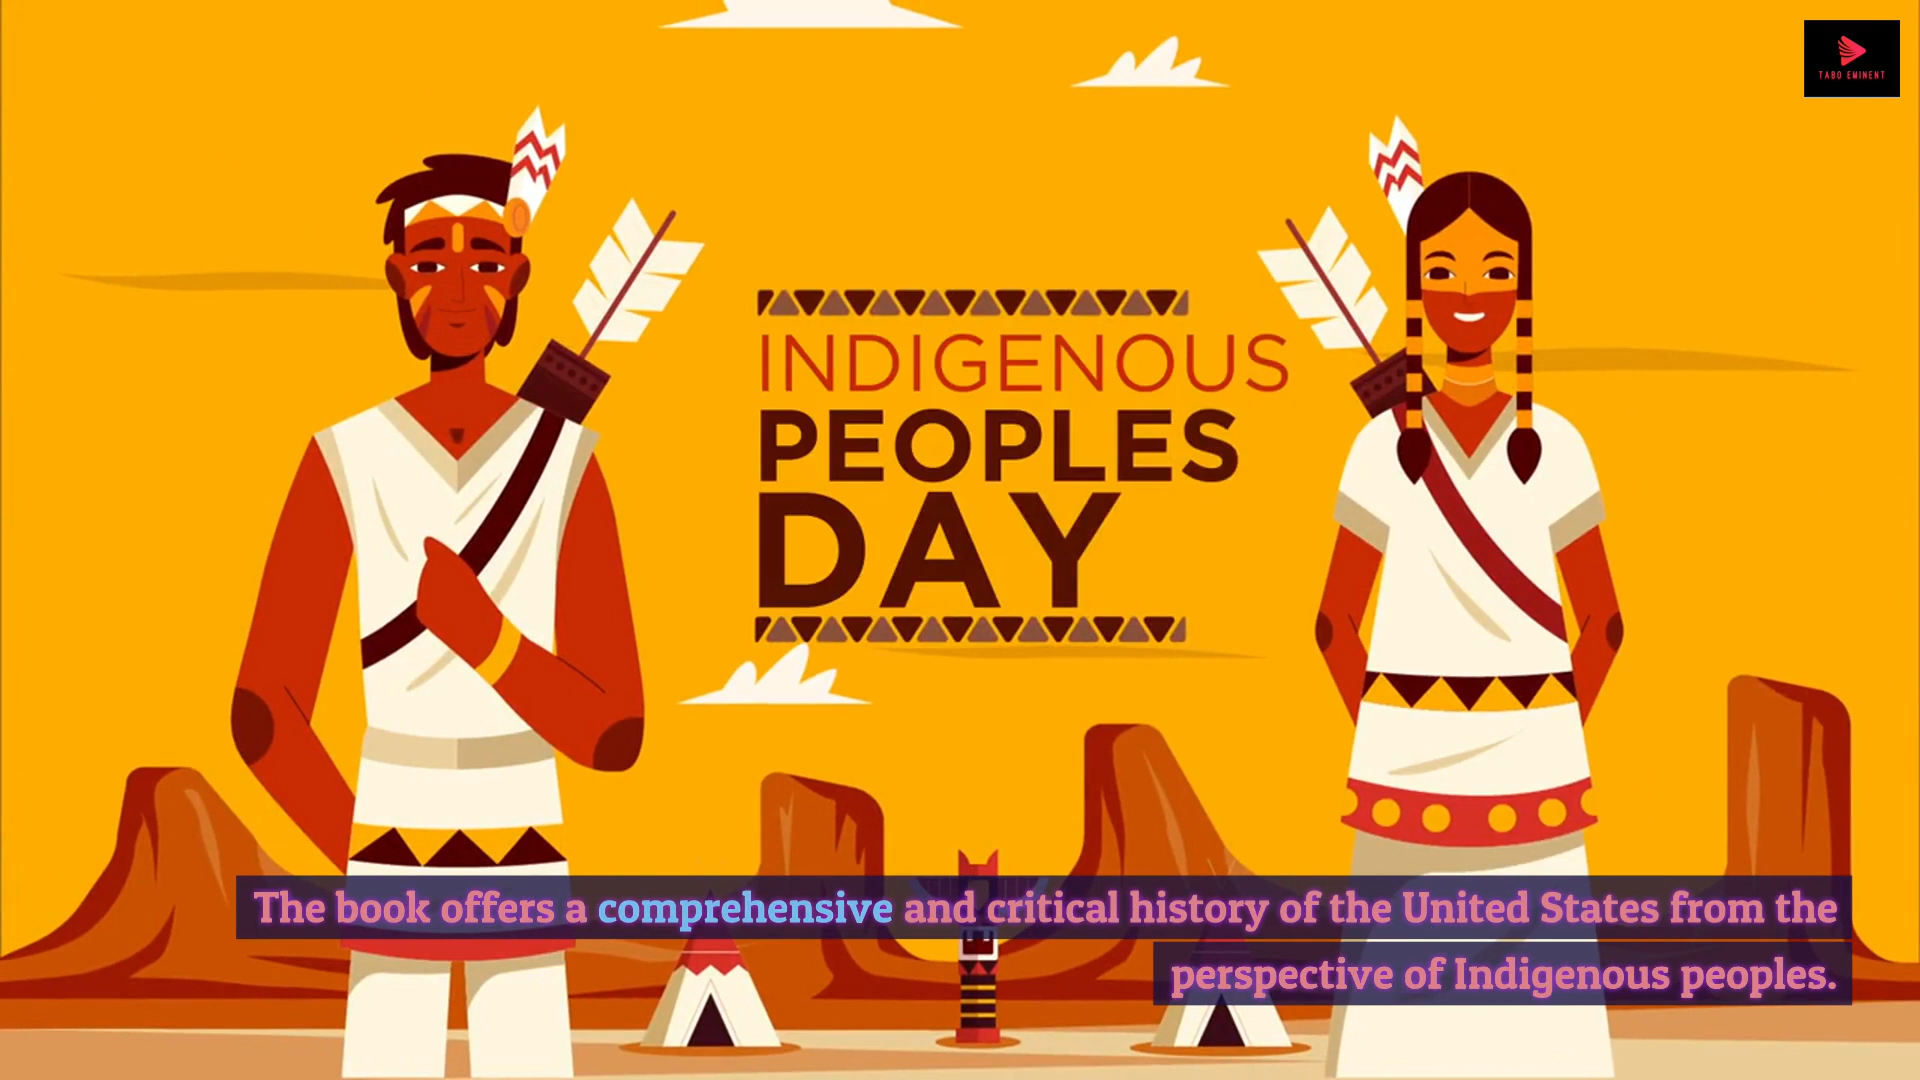 TABO EMINENT
INDIGENOUS
PEOPLES
DAY
The book offers a comprehensive and critical history of the United States from the
perspective of Indigenous peoples.